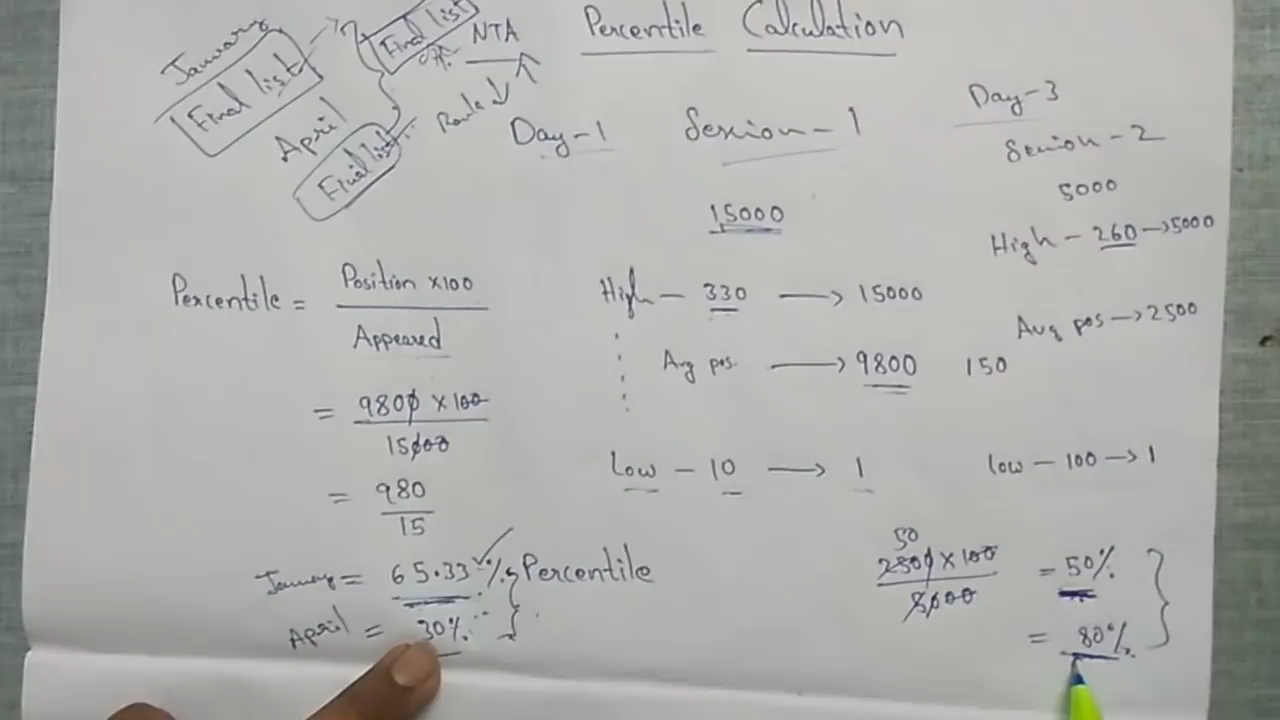 Percentile Calculation
January
Final list
April
Final list
Final list
NTA
Day-1 Session-1
15000
High - 330 → 15000
Avg pos. → 9800 150
Low - 10 → 1
Day-3
Session-2
5000
High - 260 → 5000
Avg pos → 2500
low - 100 → 1
Percentile = Position ×100
Appeared
= 9800 × 100
15000
= 980
15
January = 65.33 % Percentile
April = 30%
50
2500 × 100 = 50%
5000
= 80%